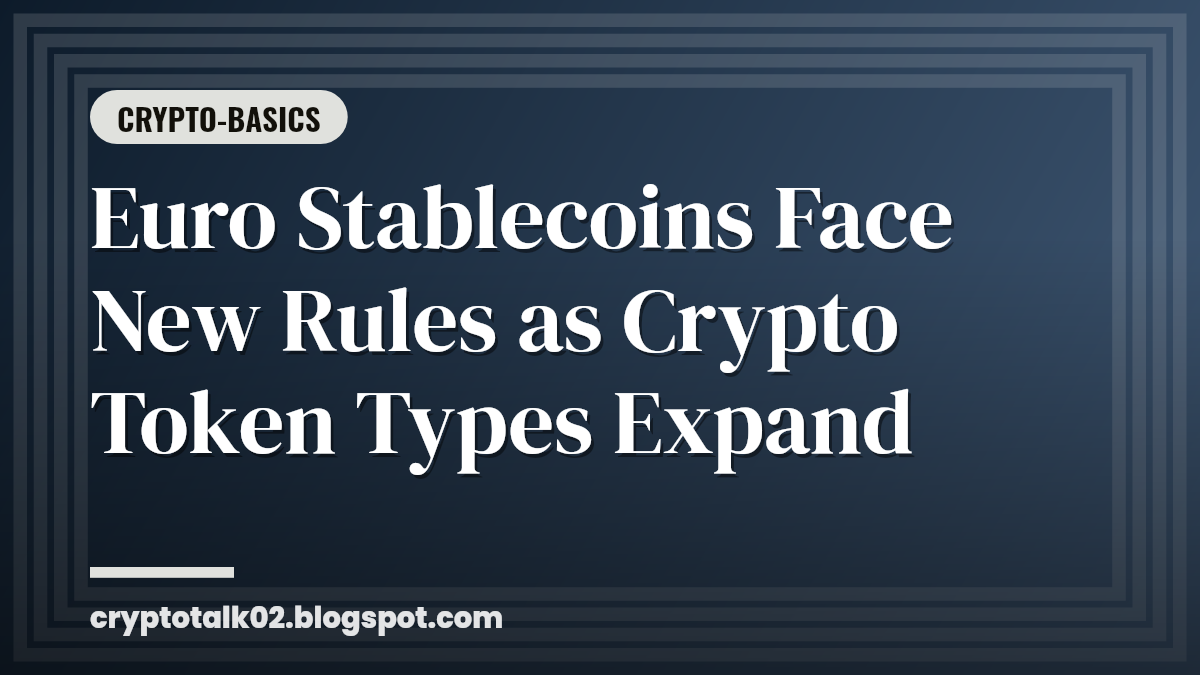 CRYPTO-BASICS
Euro Stablecoins Face
New Rules as Crypto
Token Types Expand
cryptotalk02.blogspot.com